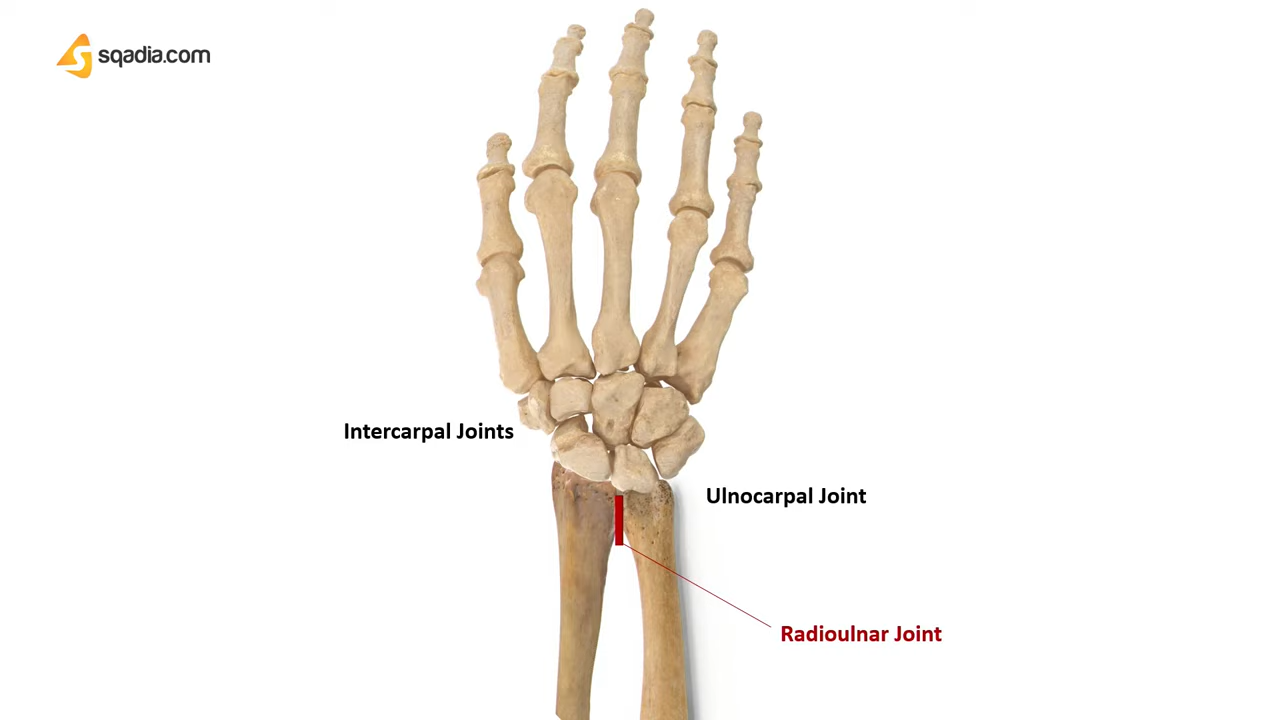 sqadia.com
Intercarpal Joints
Ulnocarpal Joint
Radioulnar Joint